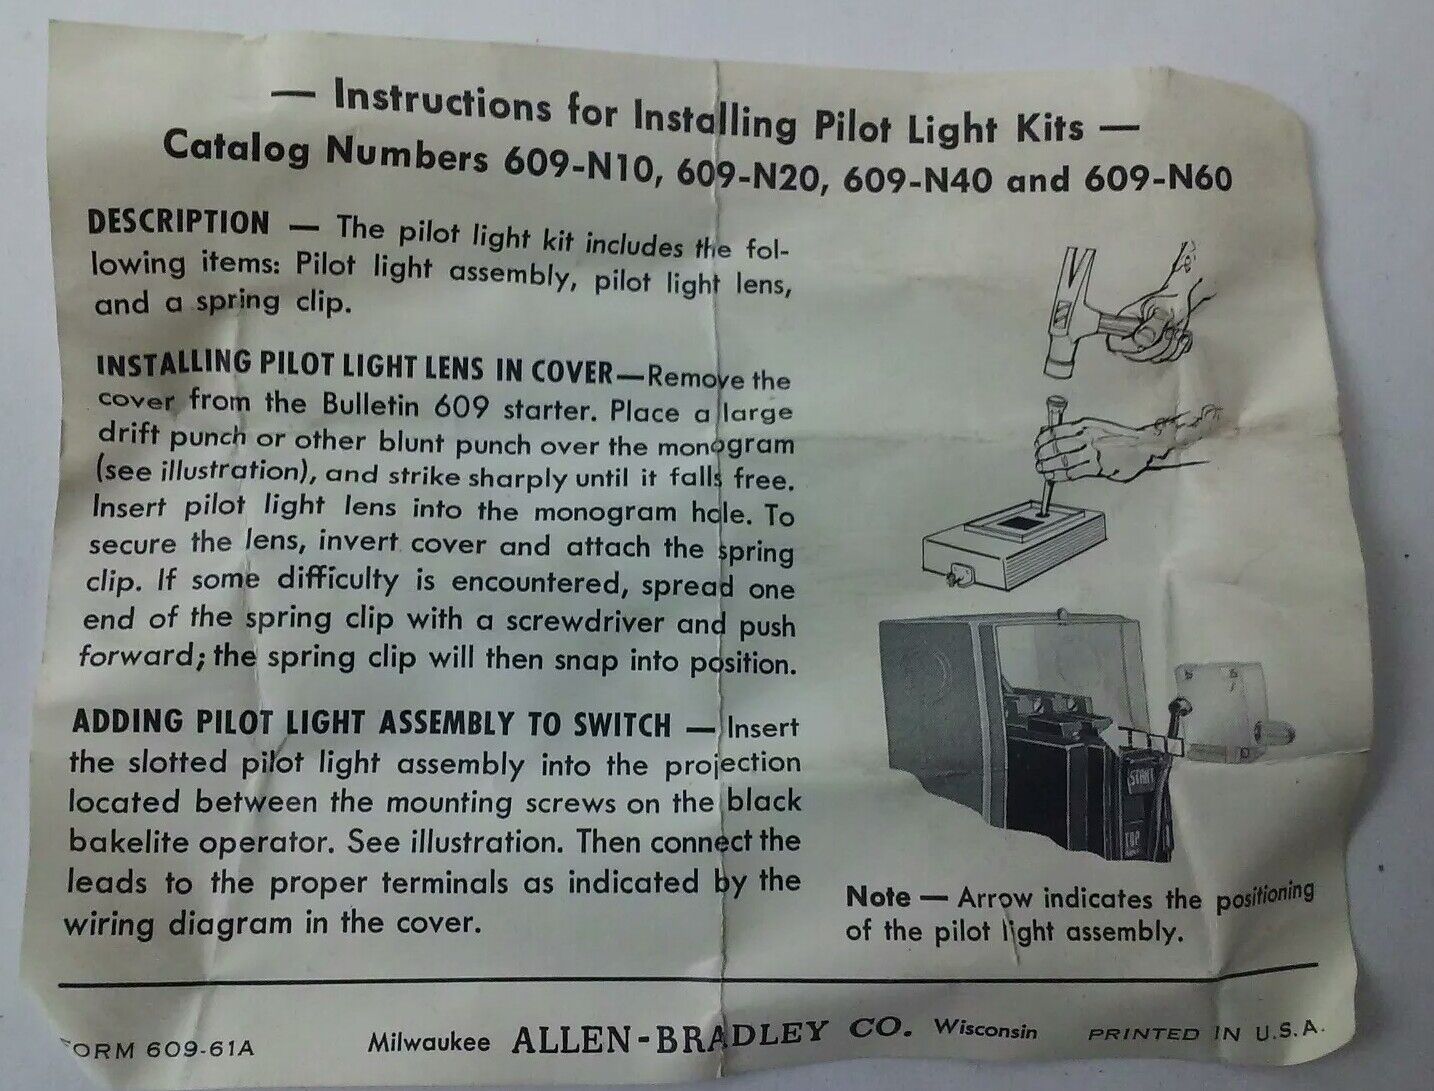 — Instructions for Installing Pilot Light Kits —
Catalog Numbers 609-N10, 609-N20, 609-N40 and 609-N60
DESCRIPTION — The pilot light kit includes the fol-
lowing items: Pilot light assembly, pilot light lens,
and a spring clip.
INSTALLING PILOT LIGHT LENS IN COVER—Remove the
cover from the Bulletin 609 starter. Place a large
drift punch or other blunt punch over the monogram
(see illustration), and strike sharply until it falls free.
Insert pilot light lens into the monogram hole. To
secure the lens, invert cover and attach the spring
clip. If some difficulty is encountered, spread one
end of the spring clip with a screwdriver and push
forward; the spring clip will then snap into position.
ADDING PILOT LIGHT ASSEMBLY TO SWITCH — Insert
the slotted pilot light assembly into the projection
located between the mounting screws on the black
bakelite operator. See illustration. Then connect the
leads to the proper terminals as indicated by the
wiring diagram in the cover.
START
TOP
Note — Arrow indicates the positioning
of the pilot light assembly.
FORM 609-61A Milwaukee ALLEN-BRADLEY CO. Wisconsin PRINTED IN U.S.A.